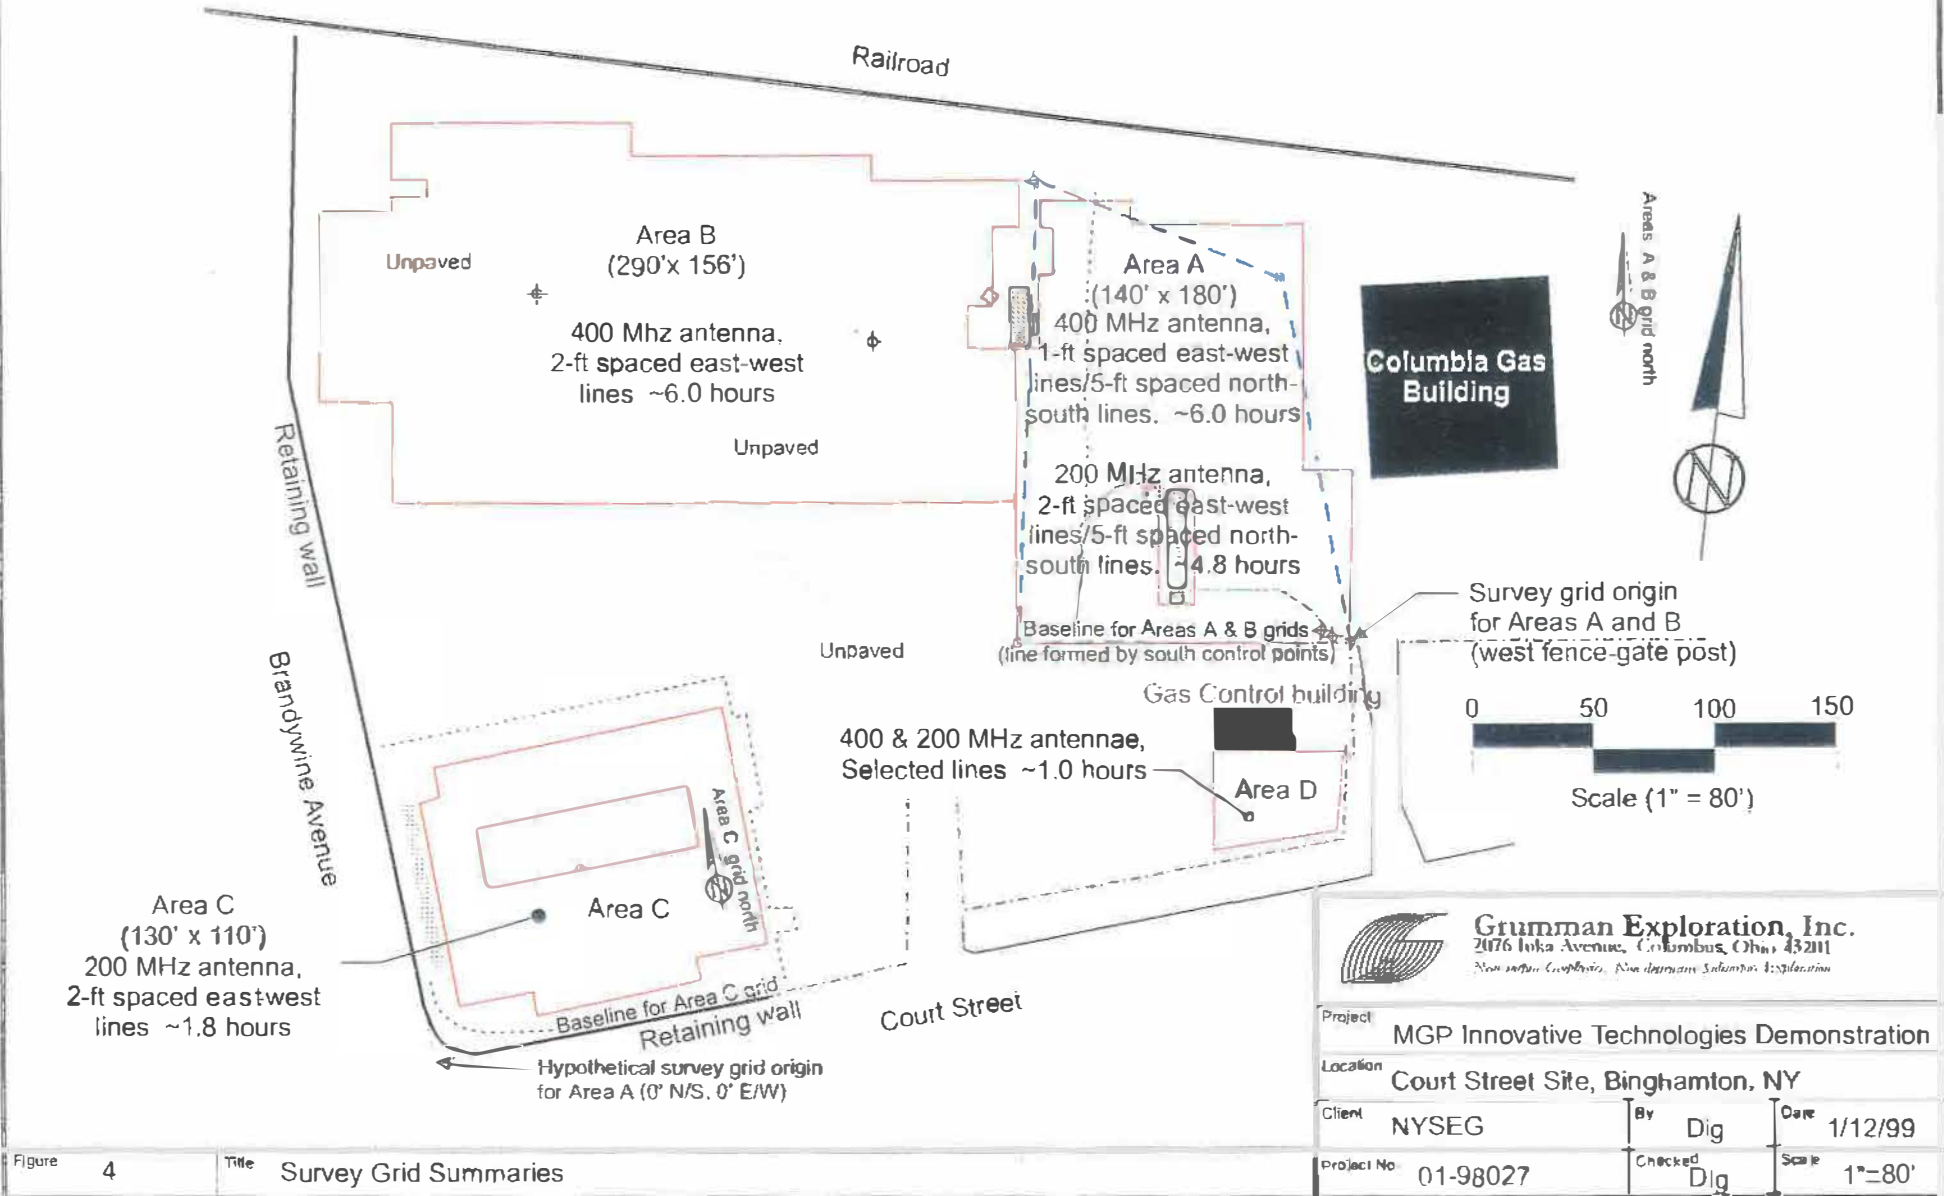 Railroad
Area B
(290'x 156')
Unpaved
400 Mhz antenna,
2-ft spaced east-west
lines ~6.0 hours
Unpaved
Area A
(140' x 180')
400 MHz antenna,
1-ft spaced east-west
lines/5-ft spaced north-
south lines. ~6.0 hours
200 MHz antenna,
2-ft spaced east-west
lines/5-ft spaced north-
south lines. ~4.8 hours
Baseline for Areas A & B grids
(line formed by south control points)
Columbia Gas
Building
Areas A & B grid north
N
N
Survey grid origin
for Areas A and B
(west fence-gate post)
0 50 100 150
Scale (1" = 80')
Retaining wall
Brandywine Avenue
Unpaved
Gas Control building
400 & 200 MHz antennae,
Selected lines ~1.0 hours
Area D
Area C grid north
N
Area C
Area C
(130' x 110')
200 MHz antenna,
2-ft spaced eastwest
lines ~1.8 hours
Baseline for Area C grid
Retaining wall
Court Street
Hypothetical survey grid origin
for Area A (0' N/S, 0' E/W)
Grumman Exploration, Inc.
2076 Iuka Avenue, Columbus, Ohio 43201
Project
MGP Innovative Technologies Demonstration
Location
Court Street Site, Binghamton, NY
Client NYSEG By Dlg Date 1/12/99
Project No 01-98027 Checked Dlg Scale 1"=80'
Figure 4 Title Survey Grid Summaries